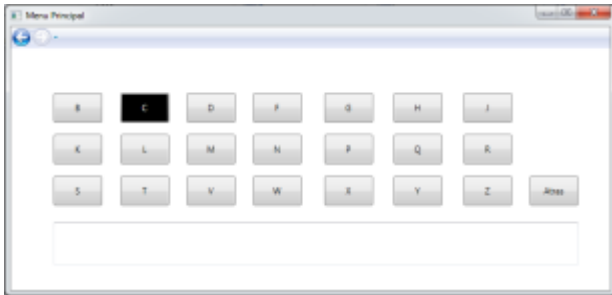 Menu Principal
B C D F G H J
K L M N P Q R
S T V W X Y Z Atras